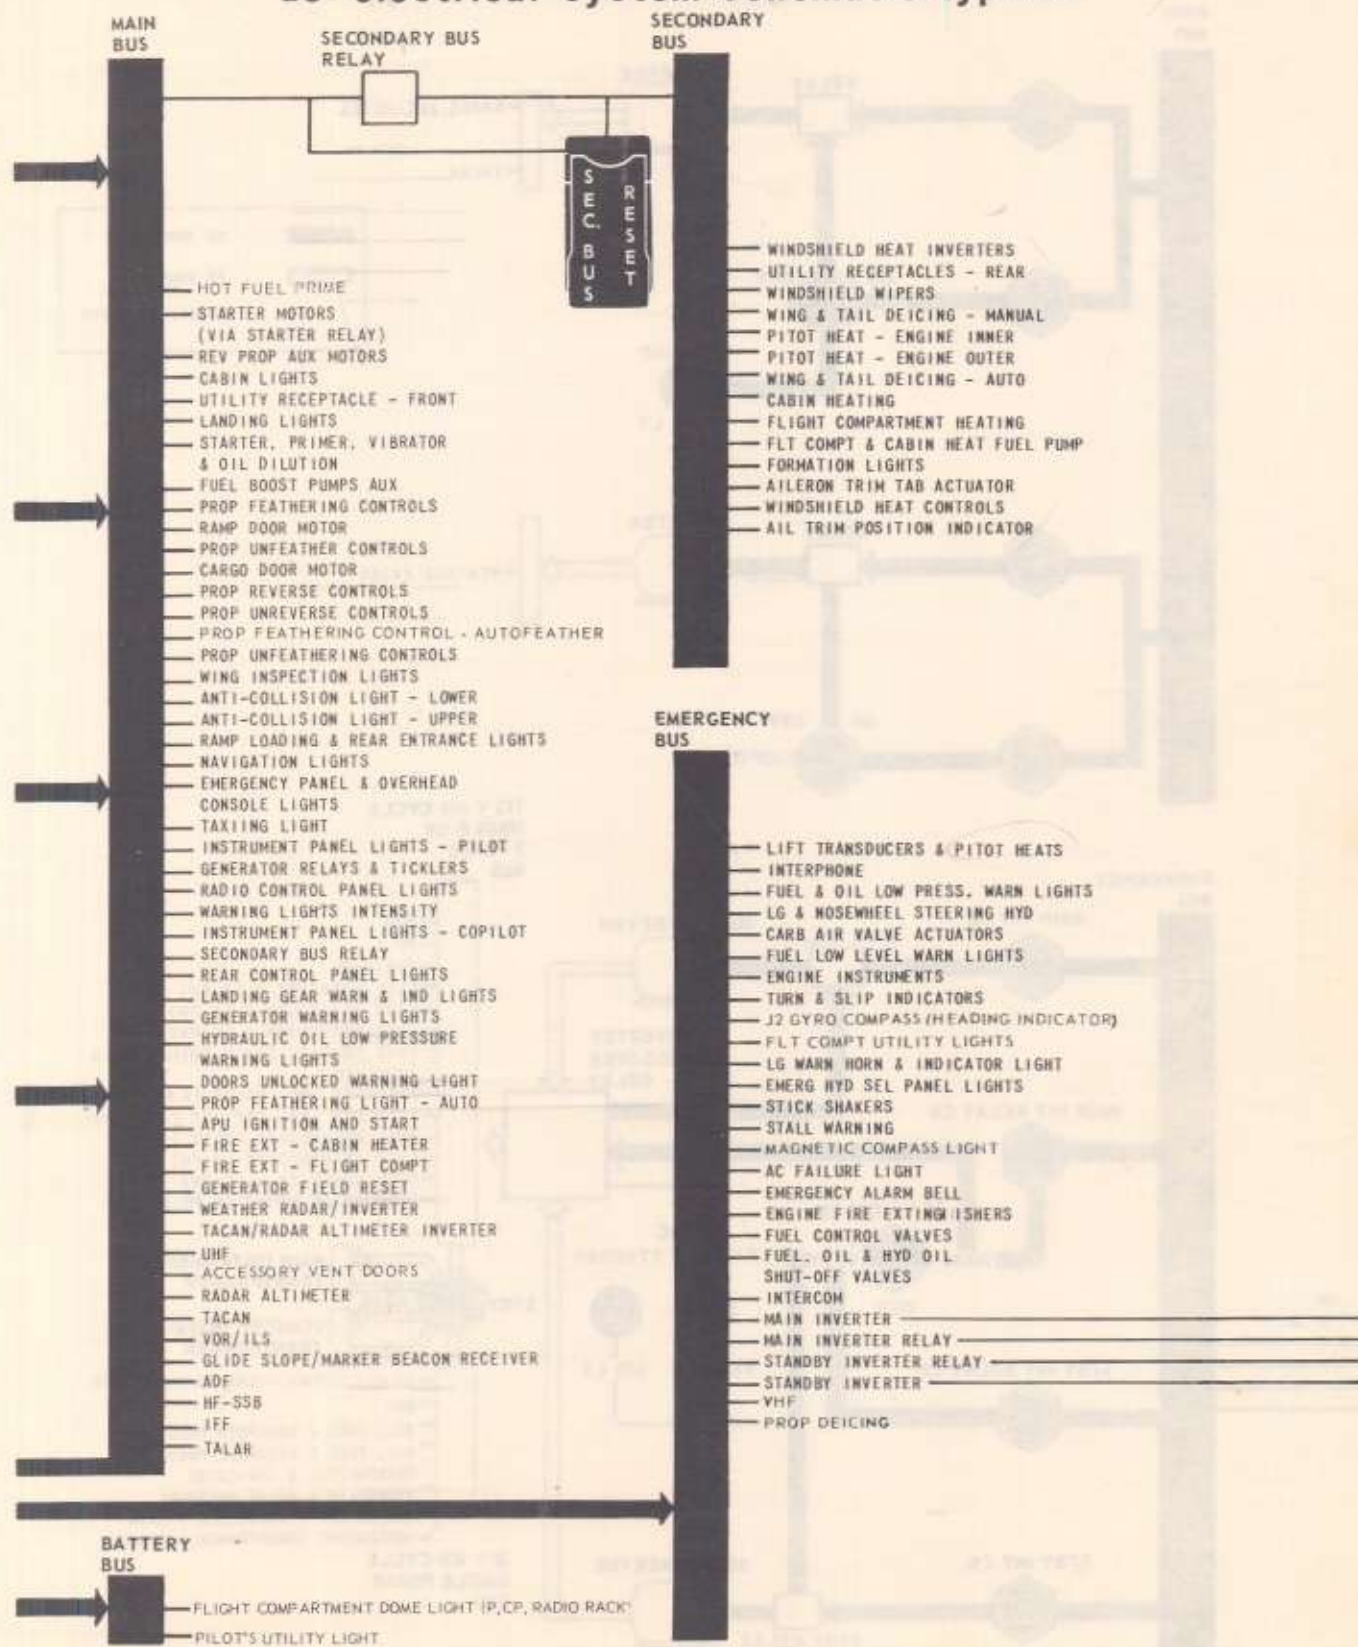 MAIN
BUS
SECONDARY BUS
RELAY
SECONDARY
BUS
SEC. BUS
RESET
HOT FUEL PRIME
STARTER MOTORS
(VIA STARTER RELAY)
REV PROP AUX MOTORS
CABIN LIGHTS
UTILITY RECEPTACLE - FRONT
LANDING LIGHTS
STARTER, PRIMER, VIBRATOR
& OIL DILUTION
FUEL BOOST PUMPS AUX
PROP FEATHERING CONTROLS
RAMP DOOR MOTOR
PROP UNFEATHER CONTROLS
CARGO DOOR MOTOR
PROP REVERSE CONTROLS
PROP UNREVERSE CONTROLS
PROP FEATHERING CONTROL - AUTOFEATHER
PROP UNFEATHERING CONTROLS
WING INSPECTION LIGHTS
ANTI-COLLISION LIGHT - LOWER
ANTI-COLLISION LIGHT - UPPER
RAMP LOADING & REAR ENTRANCE LIGHTS
NAVIGATION LIGHTS
EMERGENCY PANEL & OVERHEAD
CONSOLE LIGHTS
TAXIING LIGHT
INSTRUMENT PANEL LIGHTS - PILOT
GENERATOR RELAYS & TICKLERS
RADIO CONTROL PANEL LIGHTS
WARNING LIGHTS INTENSITY
INSTRUMENT PANEL LIGHTS - COPILOT
SECONDARY BUS RELAY
REAR CONTROL PANEL LIGHTS
LANDING GEAR WARN & IND LIGHTS
GENERATOR WARNING LIGHTS
HYDRAULIC OIL LOW PRESSURE
WARNING LIGHTS
DOORS UNLOCKED WARNING LIGHT
PROP FEATHERING LIGHT - AUTO
APU IGNITION AND START
FIRE EXT - CABIN HEATER
FIRE EXT - FLIGHT COMPT
GENERATOR FIELD RESET
WEATHER RADAR/INVERTER
TACAN/RADAR ALTIMETER INVERTER
UHF
ACCESSORY VENT DOORS
RADAR ALTIMETER
TACAN
VOR/ILS
GLIDE SLOPE/MARKER BEACON RECEIVER
ADF
HF-SSB
IFF
TALAR
WINDSHIELD HEAT INVERTERS
UTILITY RECEPTACLES - REAR
WINDSHIELD WIPERS
WING & TAIL DEICING - MANUAL
PITOT HEAT - ENGINE INNER
PITOT HEAT - ENGINE OUTER
WING & TAIL DEICING - AUTO
CABIN HEATING
FLIGHT COMPARTMENT HEATING
FLT COMPT & CABIN HEAT FUEL PUMP
FORMATION LIGHTS
AILERON TRIM TAB ACTUATOR
WINDSHIELD HEAT CONTROLS
AIL TRIM POSITION INDICATOR
EMERGENCY
BUS
LIFT TRANSDUCERS & PITOT HEATS
INTERPHONE
FUEL & OIL LOW PRESS. WARN LIGHTS
LG & NOSEWHEEL STEERING HYD
CARB AIR VALVE ACTUATORS
FUEL LOW LEVEL WARN LIGHTS
ENGINE INSTRUMENTS
TURN & SLIP INDICATORS
J2 GYRO COMPASS (HEADING INDICATOR)
FLT COMPT UTILITY LIGHTS
LG WARN HORN & INDICATOR LIGHT
EMERG HYD SEL PANEL LIGHTS
STICK SHAKERS
STALL WARNING
MAGNETIC COMPASS LIGHT
AC FAILURE LIGHT
EMERGENCY ALARM BELL
ENGINE FIRE EXTINGUISHERS
FUEL CONTROL VALVES
FUEL, OIL & HYD OIL
SHUT-OFF VALVES
INTERCOM
MAIN INVERTER
MAIN INVERTER RELAY
STANDBY INVERTER RELAY
STANDBY INVERTER
VHF
PROP DEICING
BATTERY
BUS
FLIGHT COMPARTMENT DOME LIGHT (P,CP, RADIO RACK)
PILOT'S UTILITY LIGHT